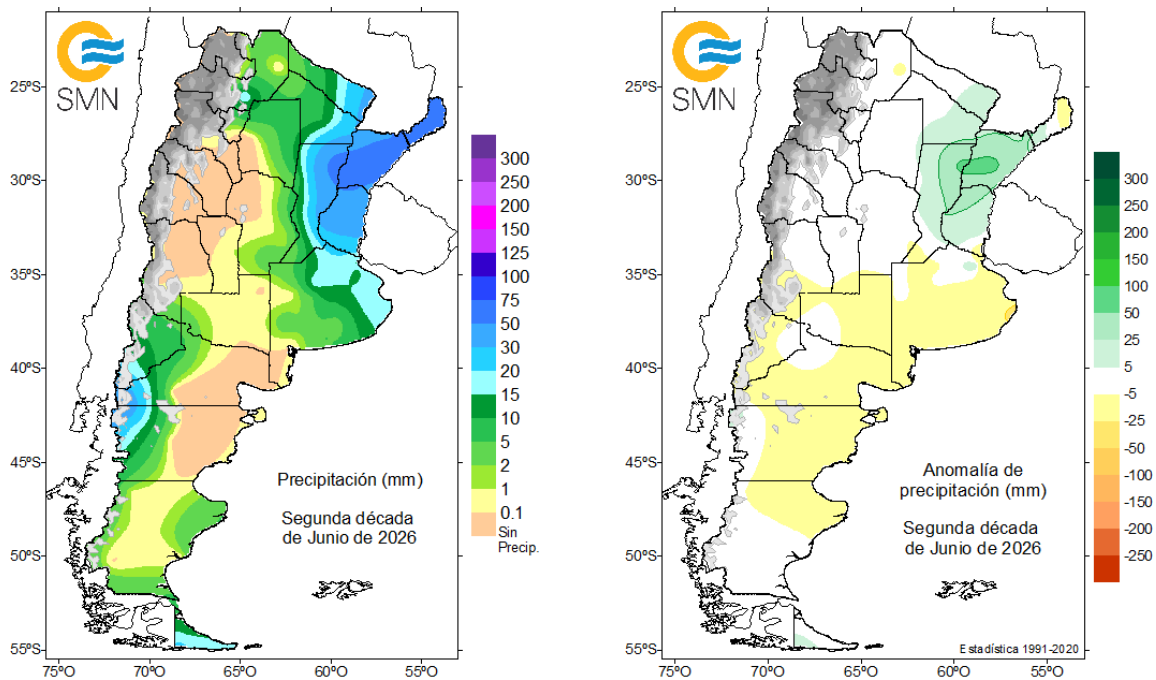 SMN
25ºS
30ºS
35ºS
40ºS
45ºS
50ºS
55ºS
75ºO
70ºO
65ºO
60ºO
55ºO
300
250
200
150
125
100
75
50
30
20
15
10
5
2
1
0.1
Sin
Precip.
Precipitación (mm)
Segunda década
de Junio de 2026
SMN
25ºS
30ºS
35ºS
40ºS
45ºS
50ºS
55ºS
75ºO
70ºO
65ºO
60ºO
55ºO
300
250
200
150
100
50
25
5
-5
-25
-50
-100
-150
-200
-250
Anomalía de
precipitación (mm)
Segunda década
de Junio de 2026
Estadística 1991-2020